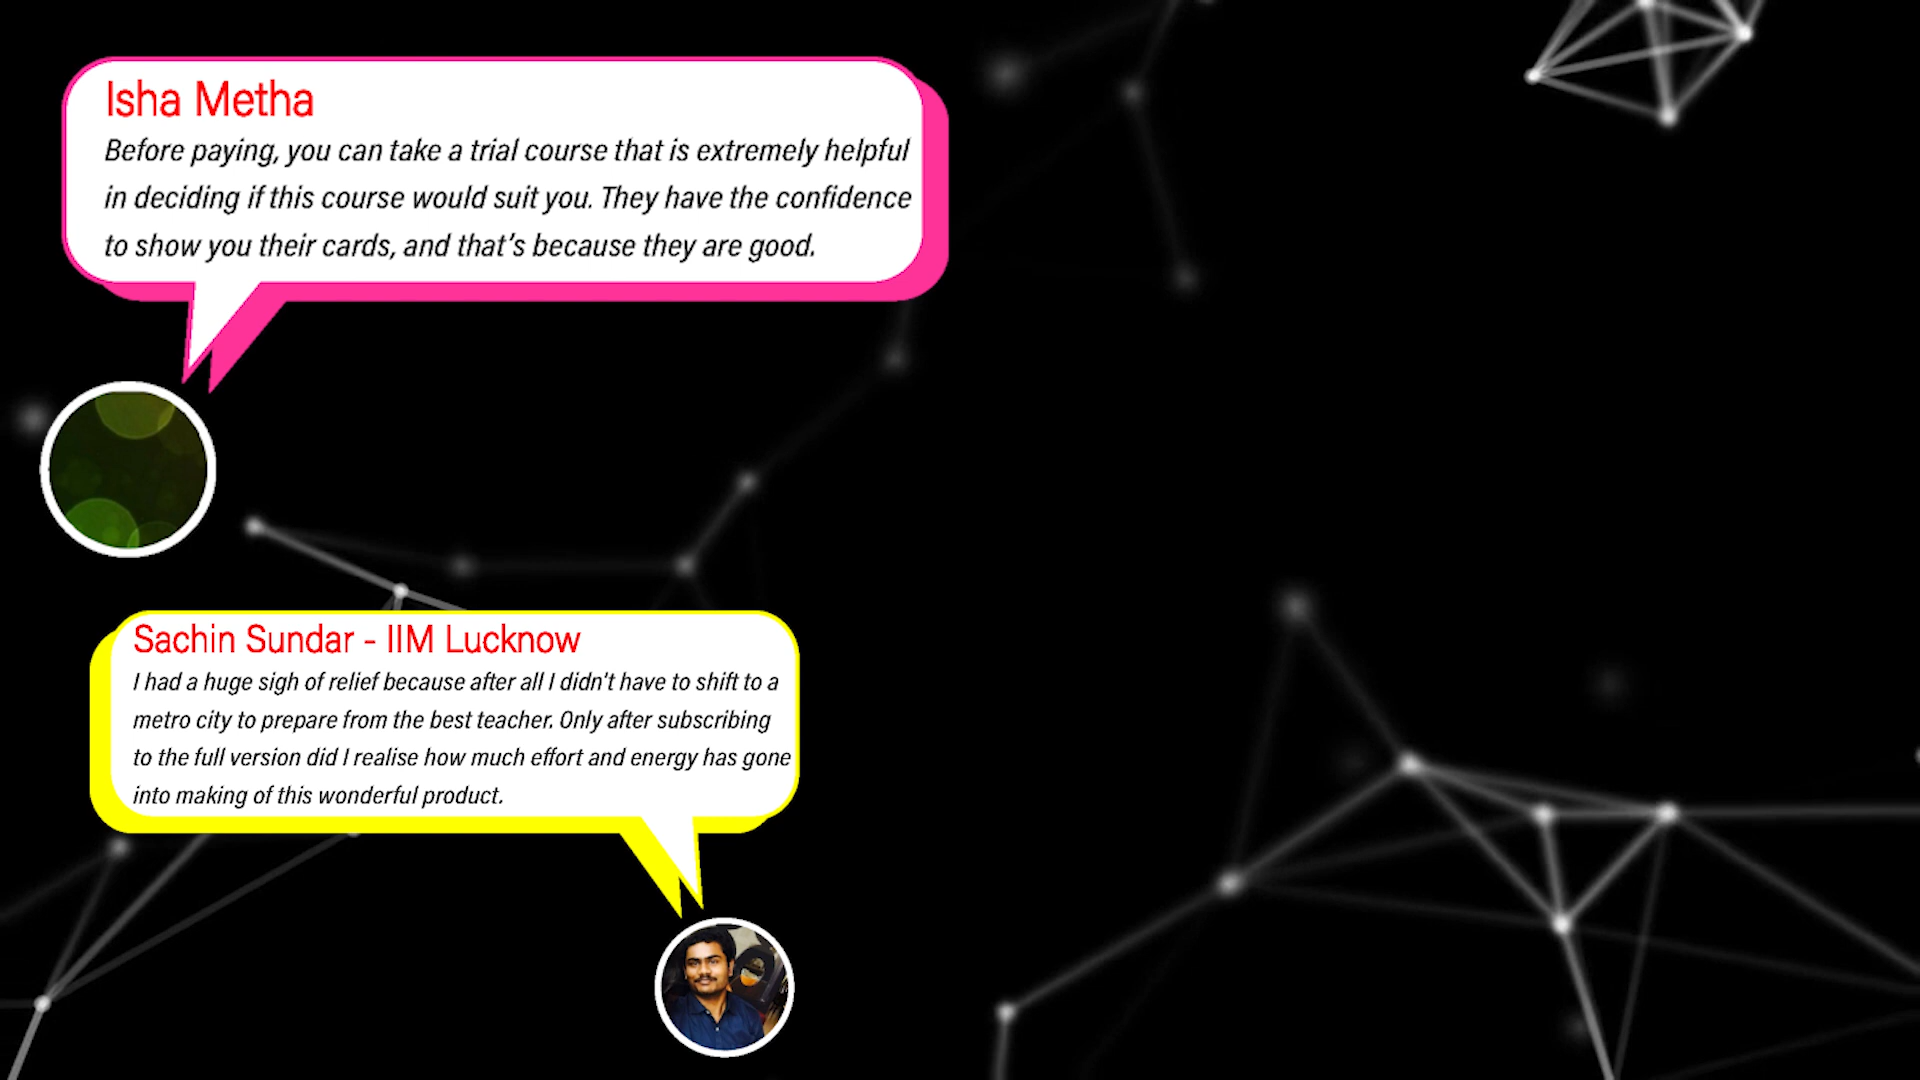 Isha Metha
Before paying, you can take a trial course that is extremely helpful
in deciding if this course would suit you. They have the confidence
to show you their cards, and that's because they are good.
Sachin Sundar - IIM Lucknow
I had a huge sigh of relief because after all I didn't have to shift to a
metro city to prepare from the best teacher. Only after subscribing
to the full version did I realise how much effort and energy has gone
into making of this wonderful product.